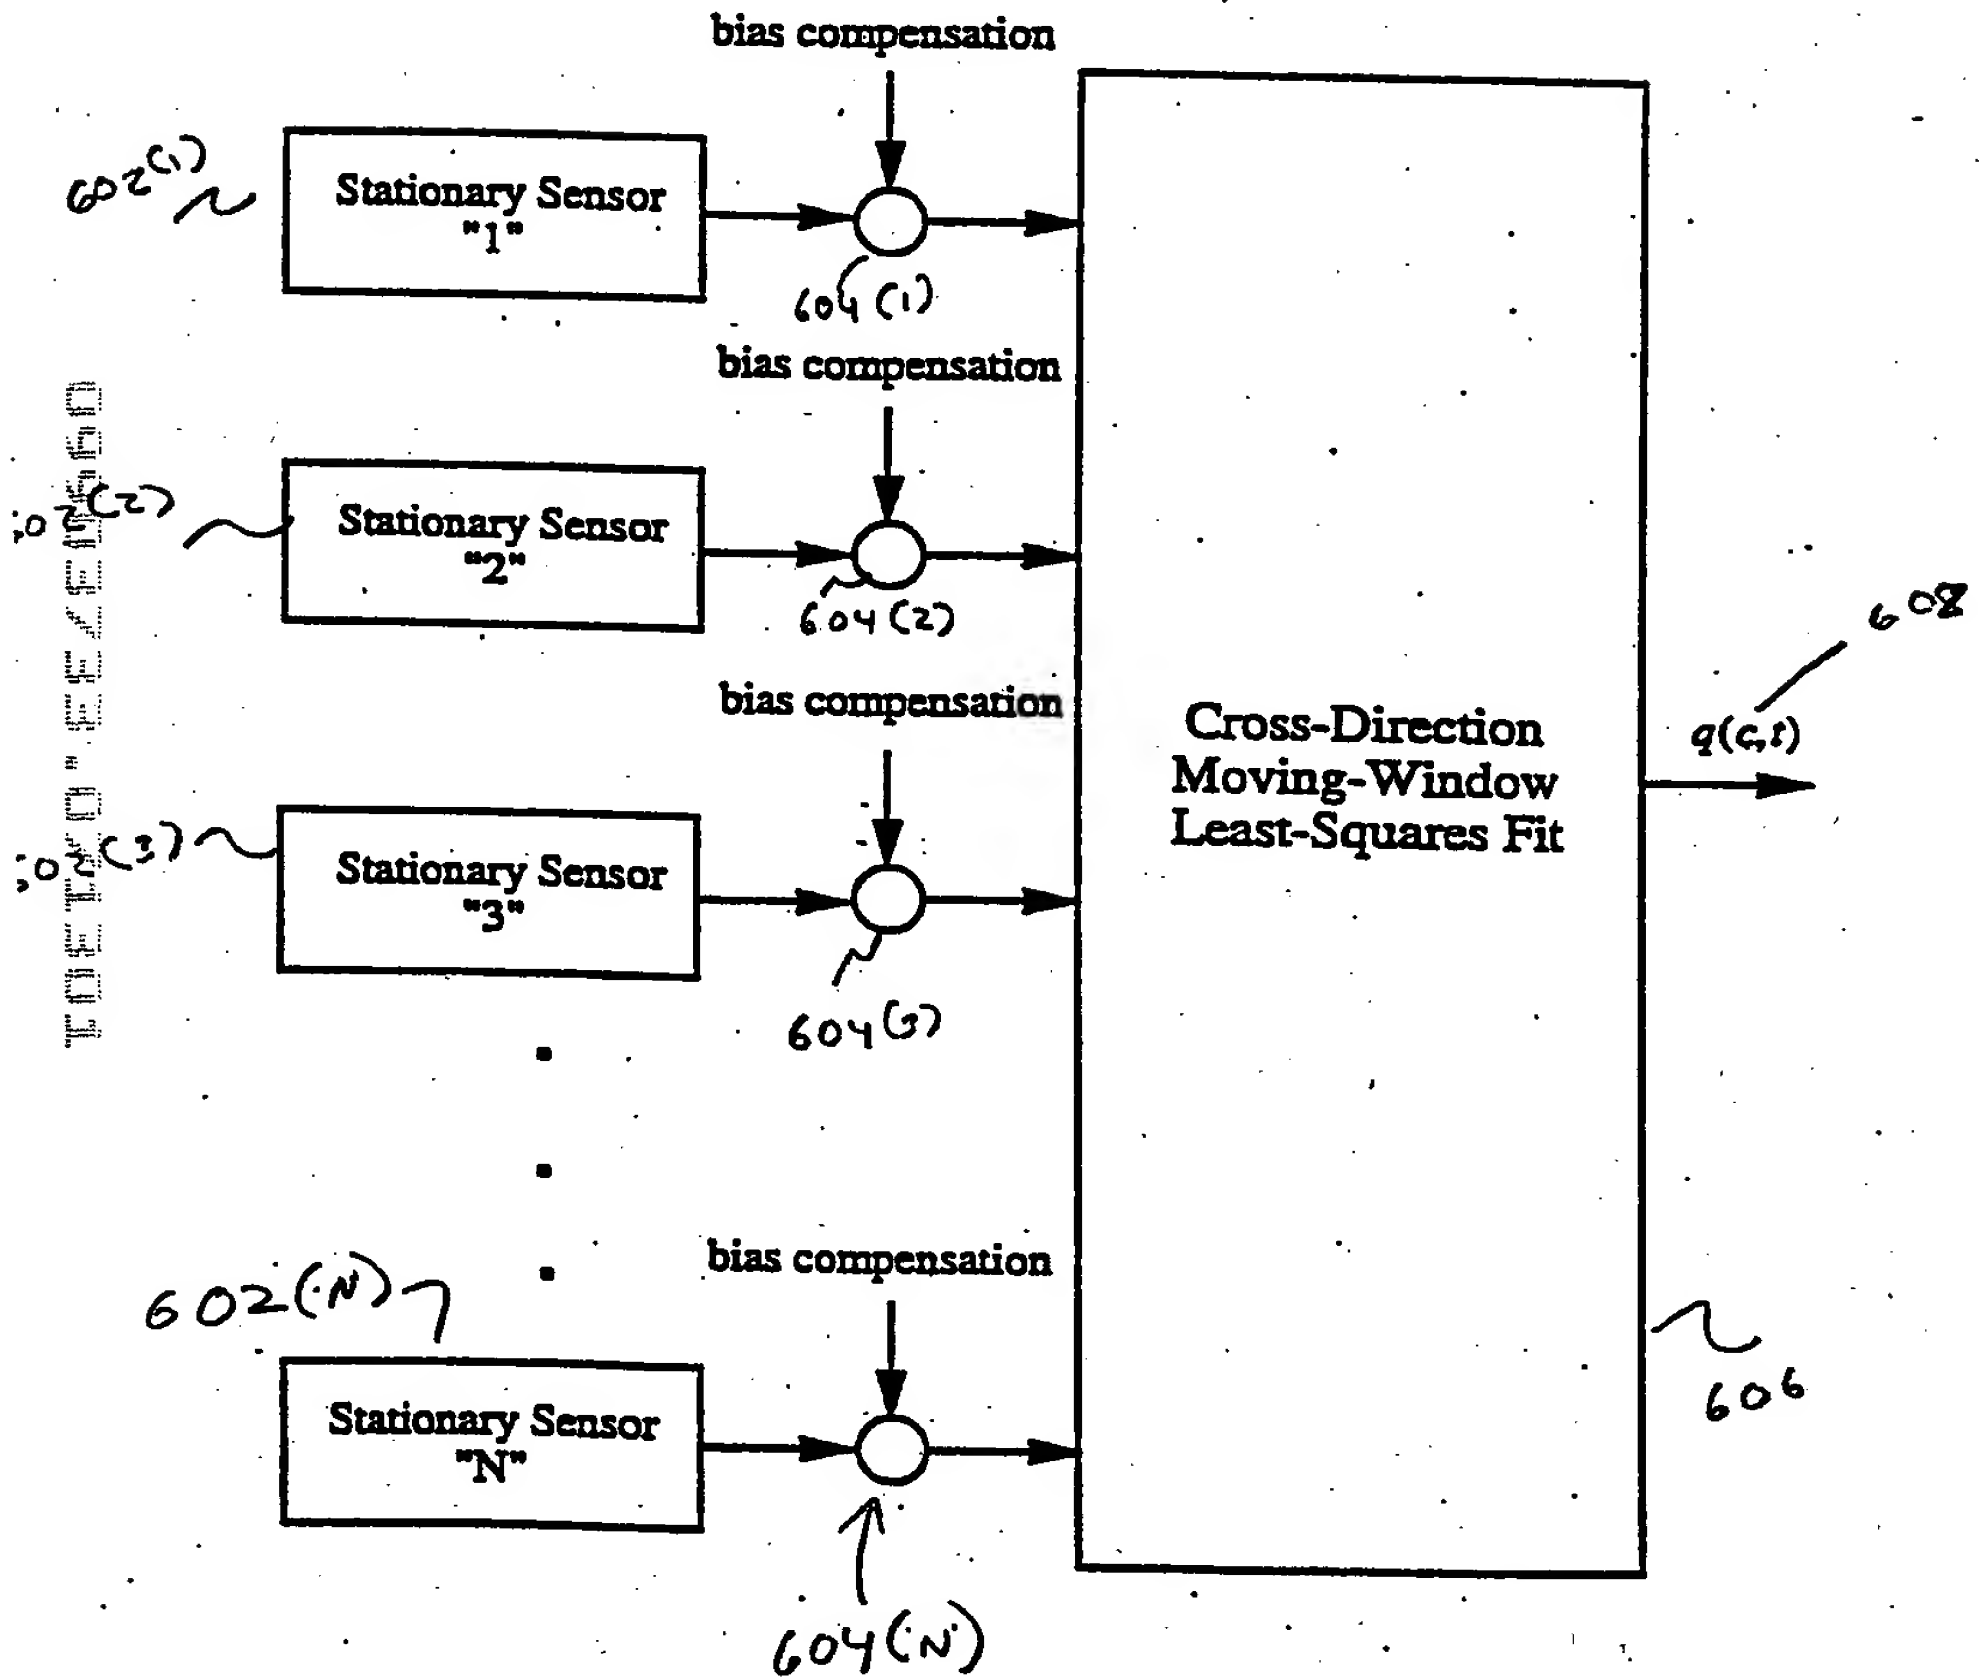 bias compensation
602(1)
Stationary Sensor
"1"
604(1)
bias compensation
Stationary Sensor
"2"
604(2)
608
bias compensation
q(c,t)
Cross-Direction
Moving-Window
Least-Squares Fit
Stationary Sensor
"3"
604(3)
bias compensation
602(N)
606
Stationary Sensor
"N"
604(N)